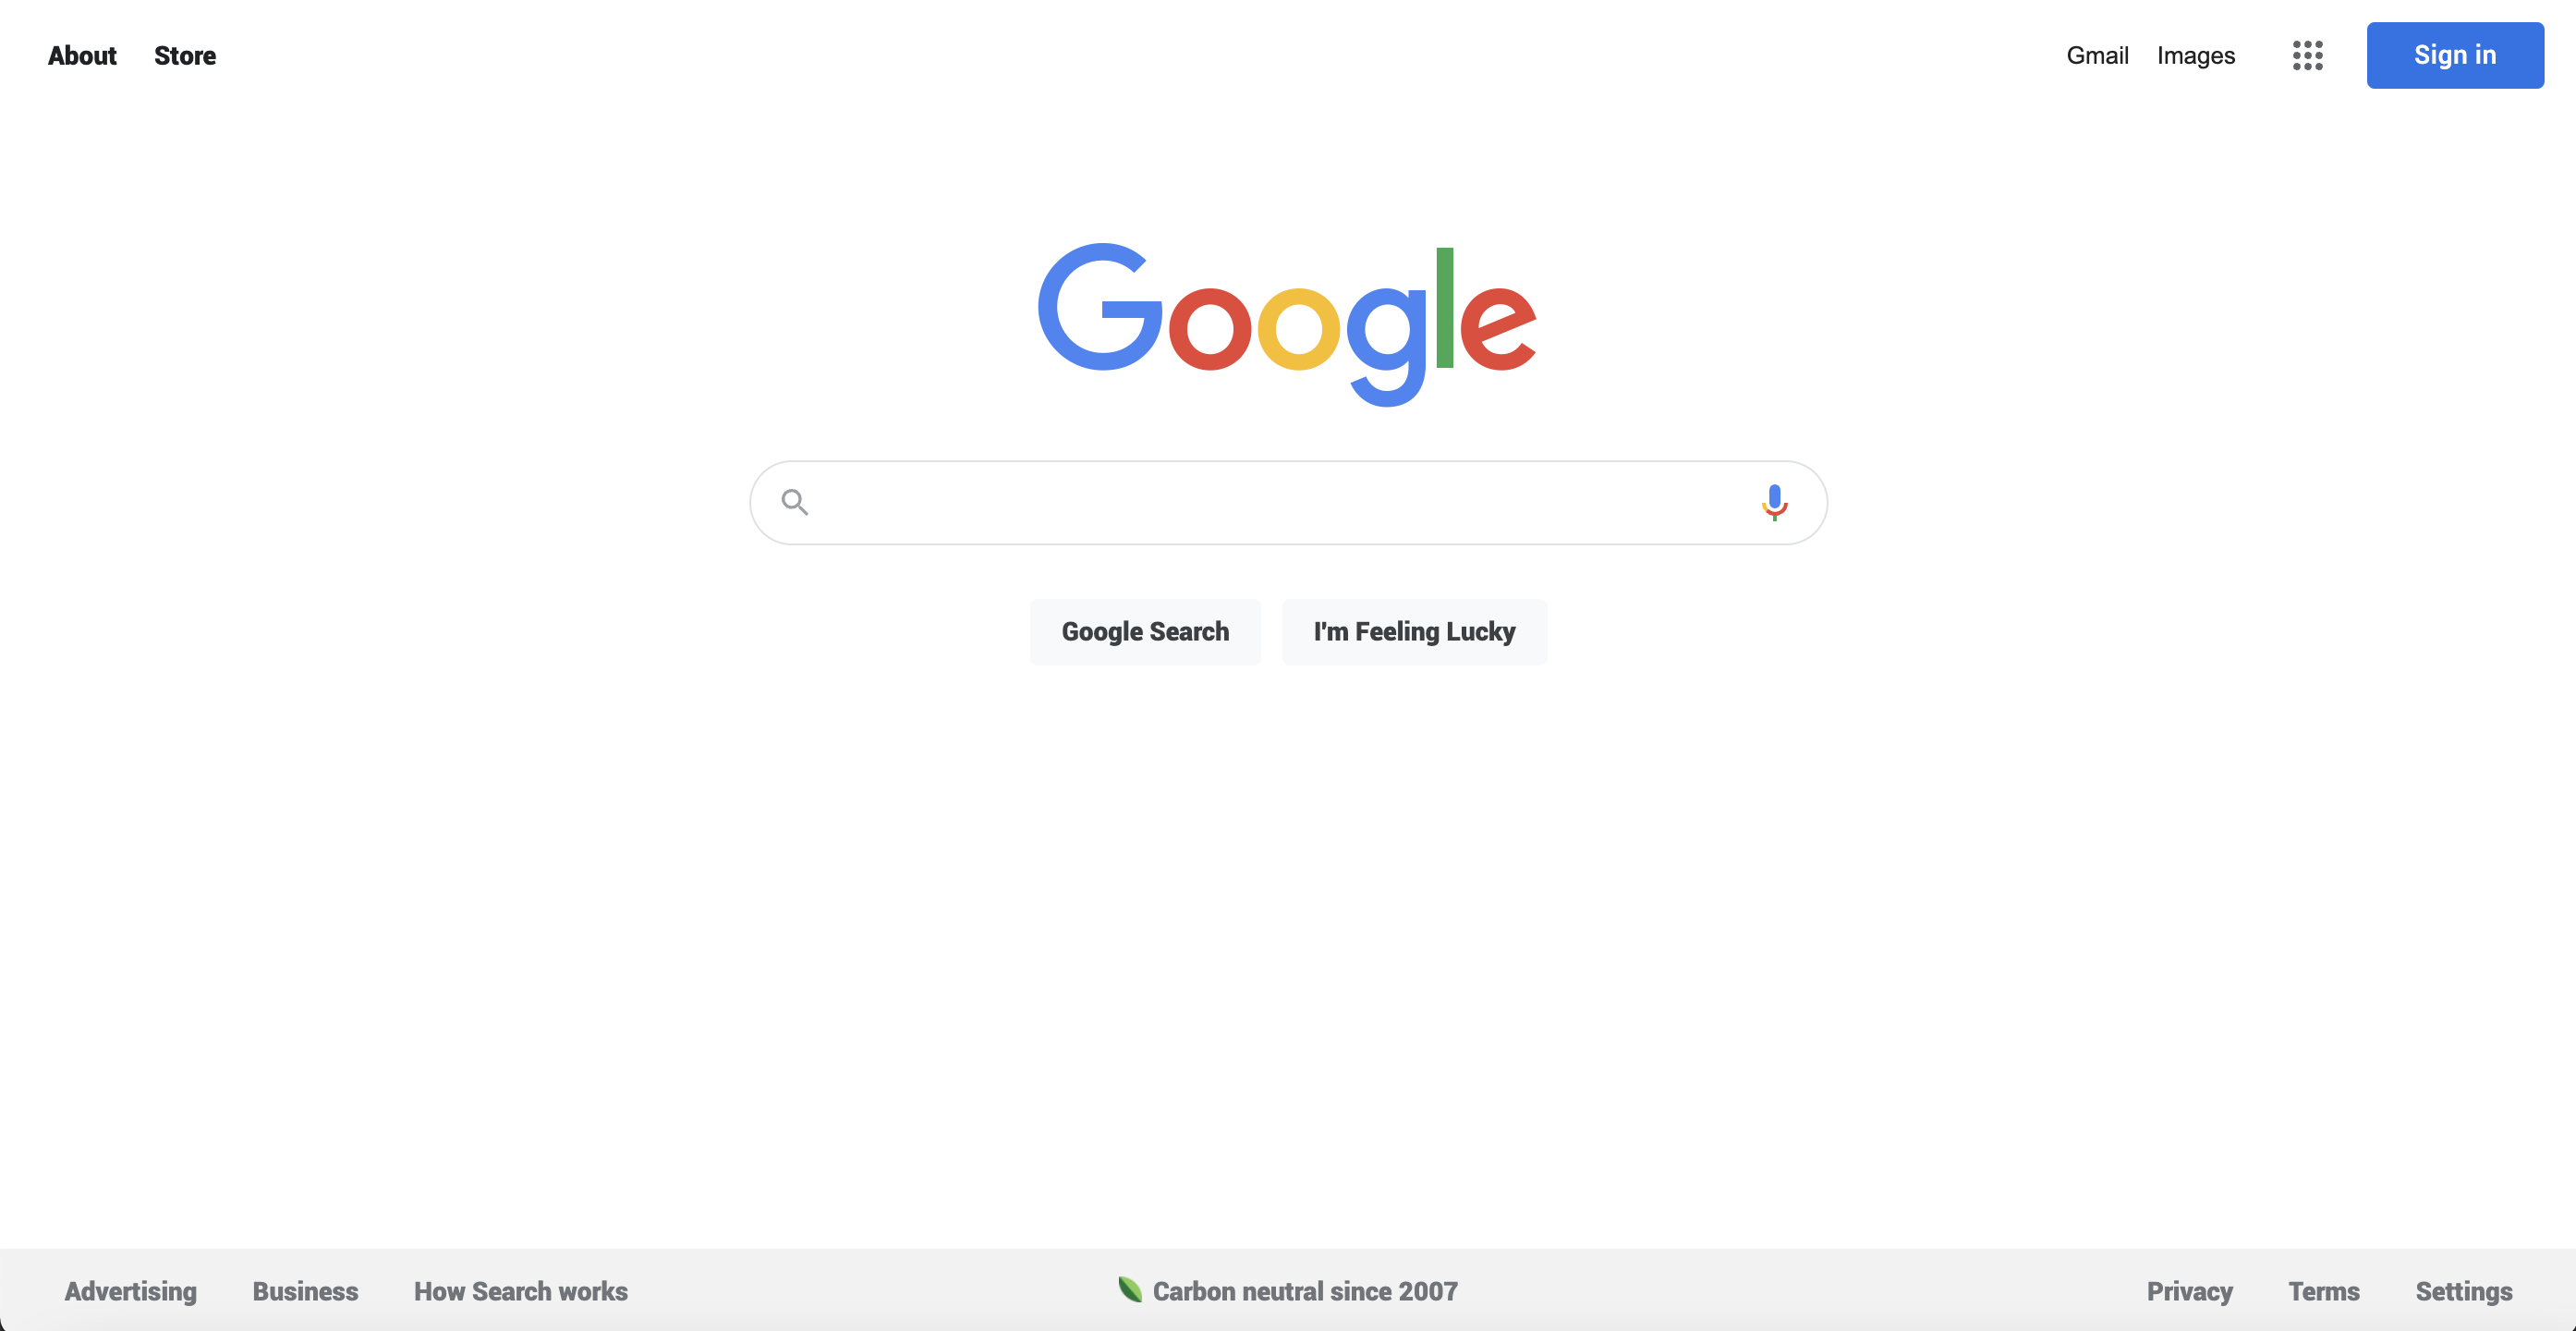 About Store Gmail Images Sign in
Google
Google Search I'm Feeling Lucky
Advertising Business How Search works Carbon neutral since 2007 Privacy Terms Settings